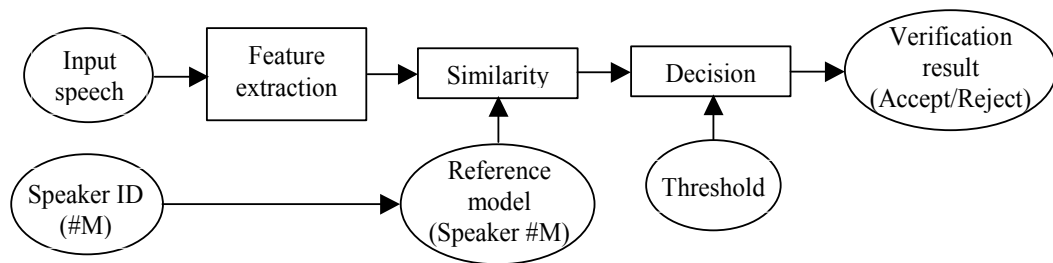 Input
speech
Feature
extraction
Similarity
Decision
Verification
result
(Accept/Reject)
Speaker ID
(#M)
Reference
model
(Speaker #M)
Threshold